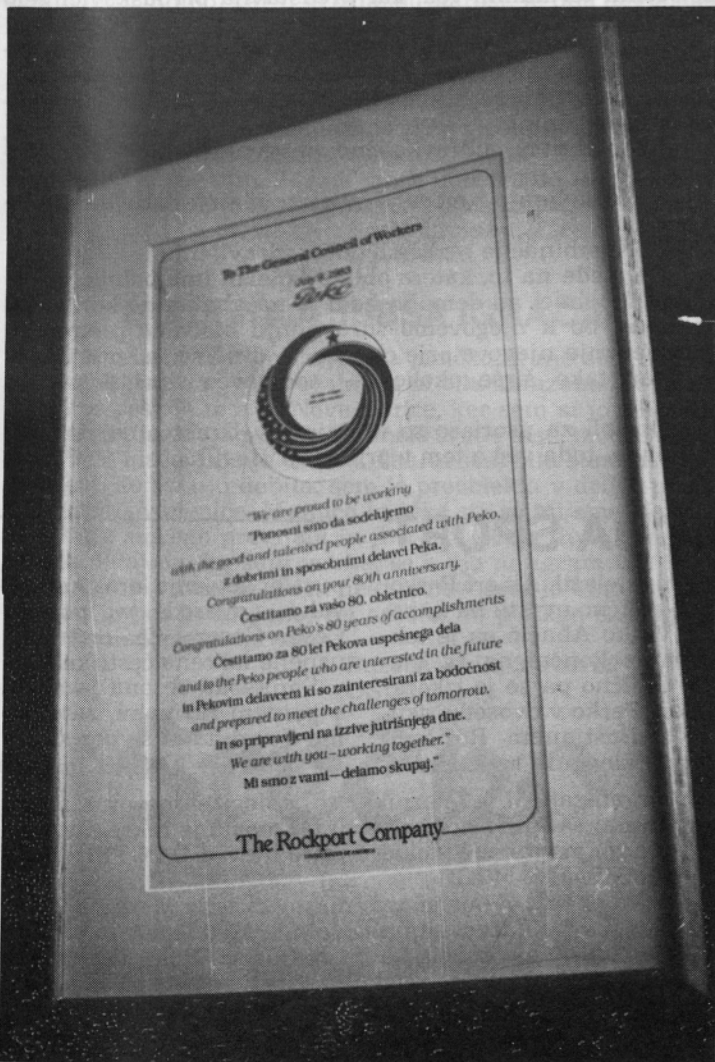 To The General Council of Workers
July 9, 1983
Peko
"We are proud to be working
"Ponosni smo da sodelujemo
with the good and talented people associated with Peko.
z dobrimi in sposobnimi delavci Peka.
Congratulations on your 80th anniversary.
Čestitamo za vašo 80. obletnico.
Congratulations on Peko's 80 years of accomplishments
Čestitamo za 80 let Pekova uspešnega dela
and to the Peko people who are interested in the future
in Pekovim delavcem ki so zainteresirani za bodočnost
and prepared to meet the challenges of tomorrow.
in so pripravljeni na izzive jutrišnjega dne.
We are with you–working together."
Mi smo z vami—delamo skupaj."
The Rockport Company
UNITED STATES OF AMERICA